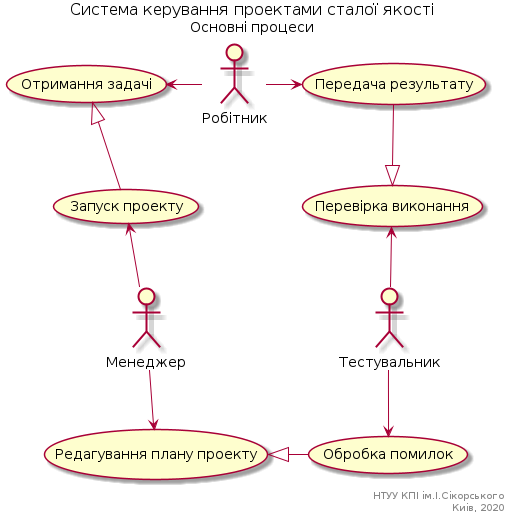 Система керування проектами сталої якості
Основні процеси
Отримання задачі
Передача результату
Робітник
Запуск проекту
Перевірка виконання
Менеджер
Тестувальник
Редагування плану проекту
Обробка помилок
НТУУ КПІ ім.І.Сікорського
Київ, 2020